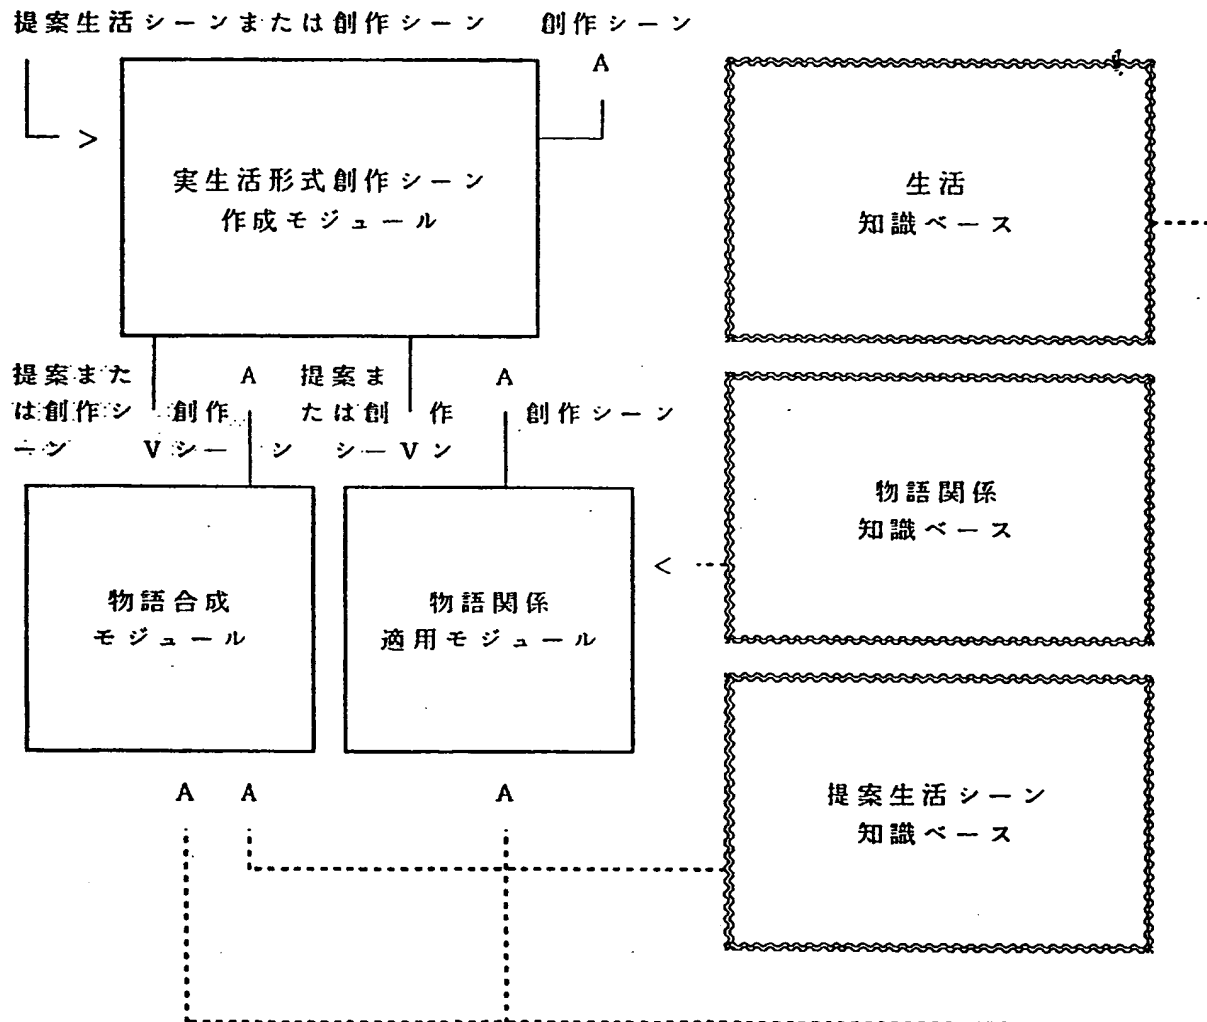 提案生活シーンまたは創作シーン
創作シーン
A
>
実生活形式創作シーン
作成モジュール
生活
知識ベース
提案また
は創作シ
ーン
V
A
創作
シーン
提案ま
たは創作
シーン
V
A
創作シーン
物語合成
モジュール
物語関係
適用モジュール
<
物語関係
知識ベース
A A
A
提案生活シーン
知識ベース